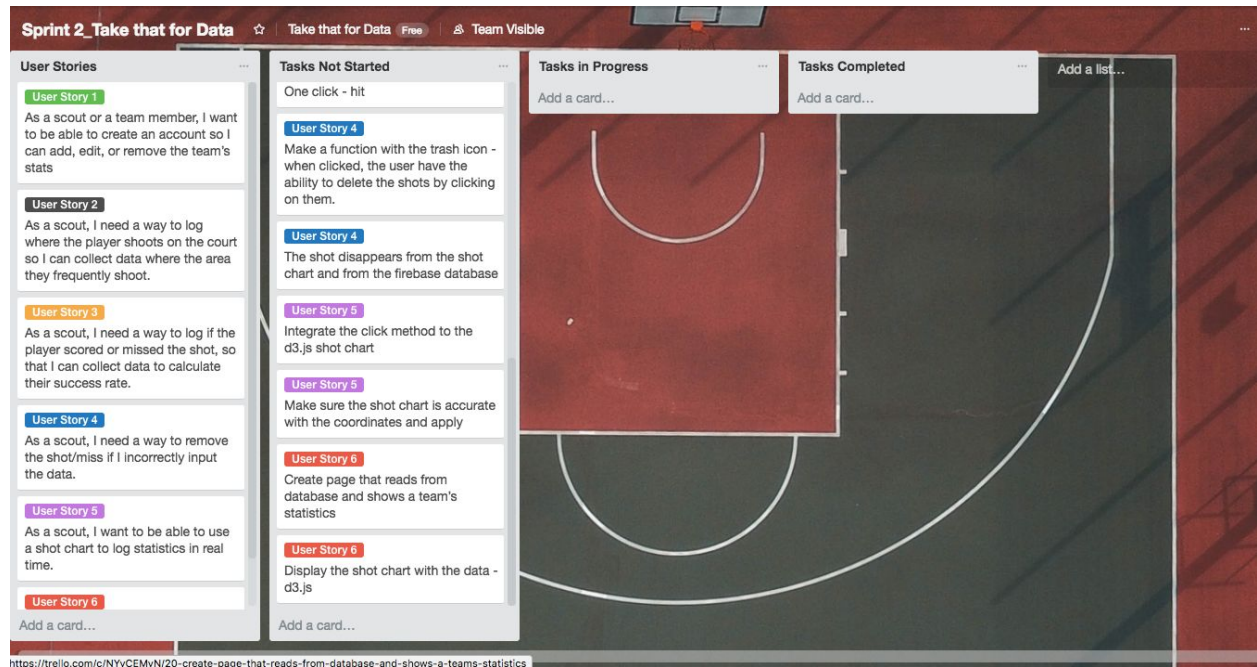 Sprint 2_Take that for Data
Take that for Data Free
Team Visible
User Stories
User Story 1
As a scout or a team member, I want
to be able to create an account so I
can add, edit, or remove the team's
stats
User Story 2
As a scout, I need a way to log
where the player shoots on the court
so I can collect data where the area
they frequently shoot.
User Story 3
As a scout, I need a way to log if the
player scored or missed the shot, so
that I can collect data to calculate
their success rate.
User Story 4
As a scout, I need a way to remove
the shot/miss if I incorrectly input
the data.
User Story 5
As a scout, I want to be able to use
a shot chart to log statistics in real
time.
User Story 6
Add a card...
Tasks Not Started
One click - hit
User Story 4
Make a function with the trash icon -
when clicked, the user have the
ability to delete the shots by clicking
on them.
User Story 4
The shot disappears from the shot
chart and from the firebase database
User Story 5
Integrate the click method to the
d3.js shot chart
User Story 5
Make sure the shot chart is accurate
with the coordinates and apply
User Story 6
Create page that reads from
database and shows a team's
statistics
User Story 6
Display the shot chart with the data -
d3.js
Add a card...
Tasks in Progress
Add a card...
Tasks Completed
Add a card...
Add a list...
https://trello.com/c/NYvCEMvN/20-create-page-that-reads-from-database-and-shows-a-teams-statistics